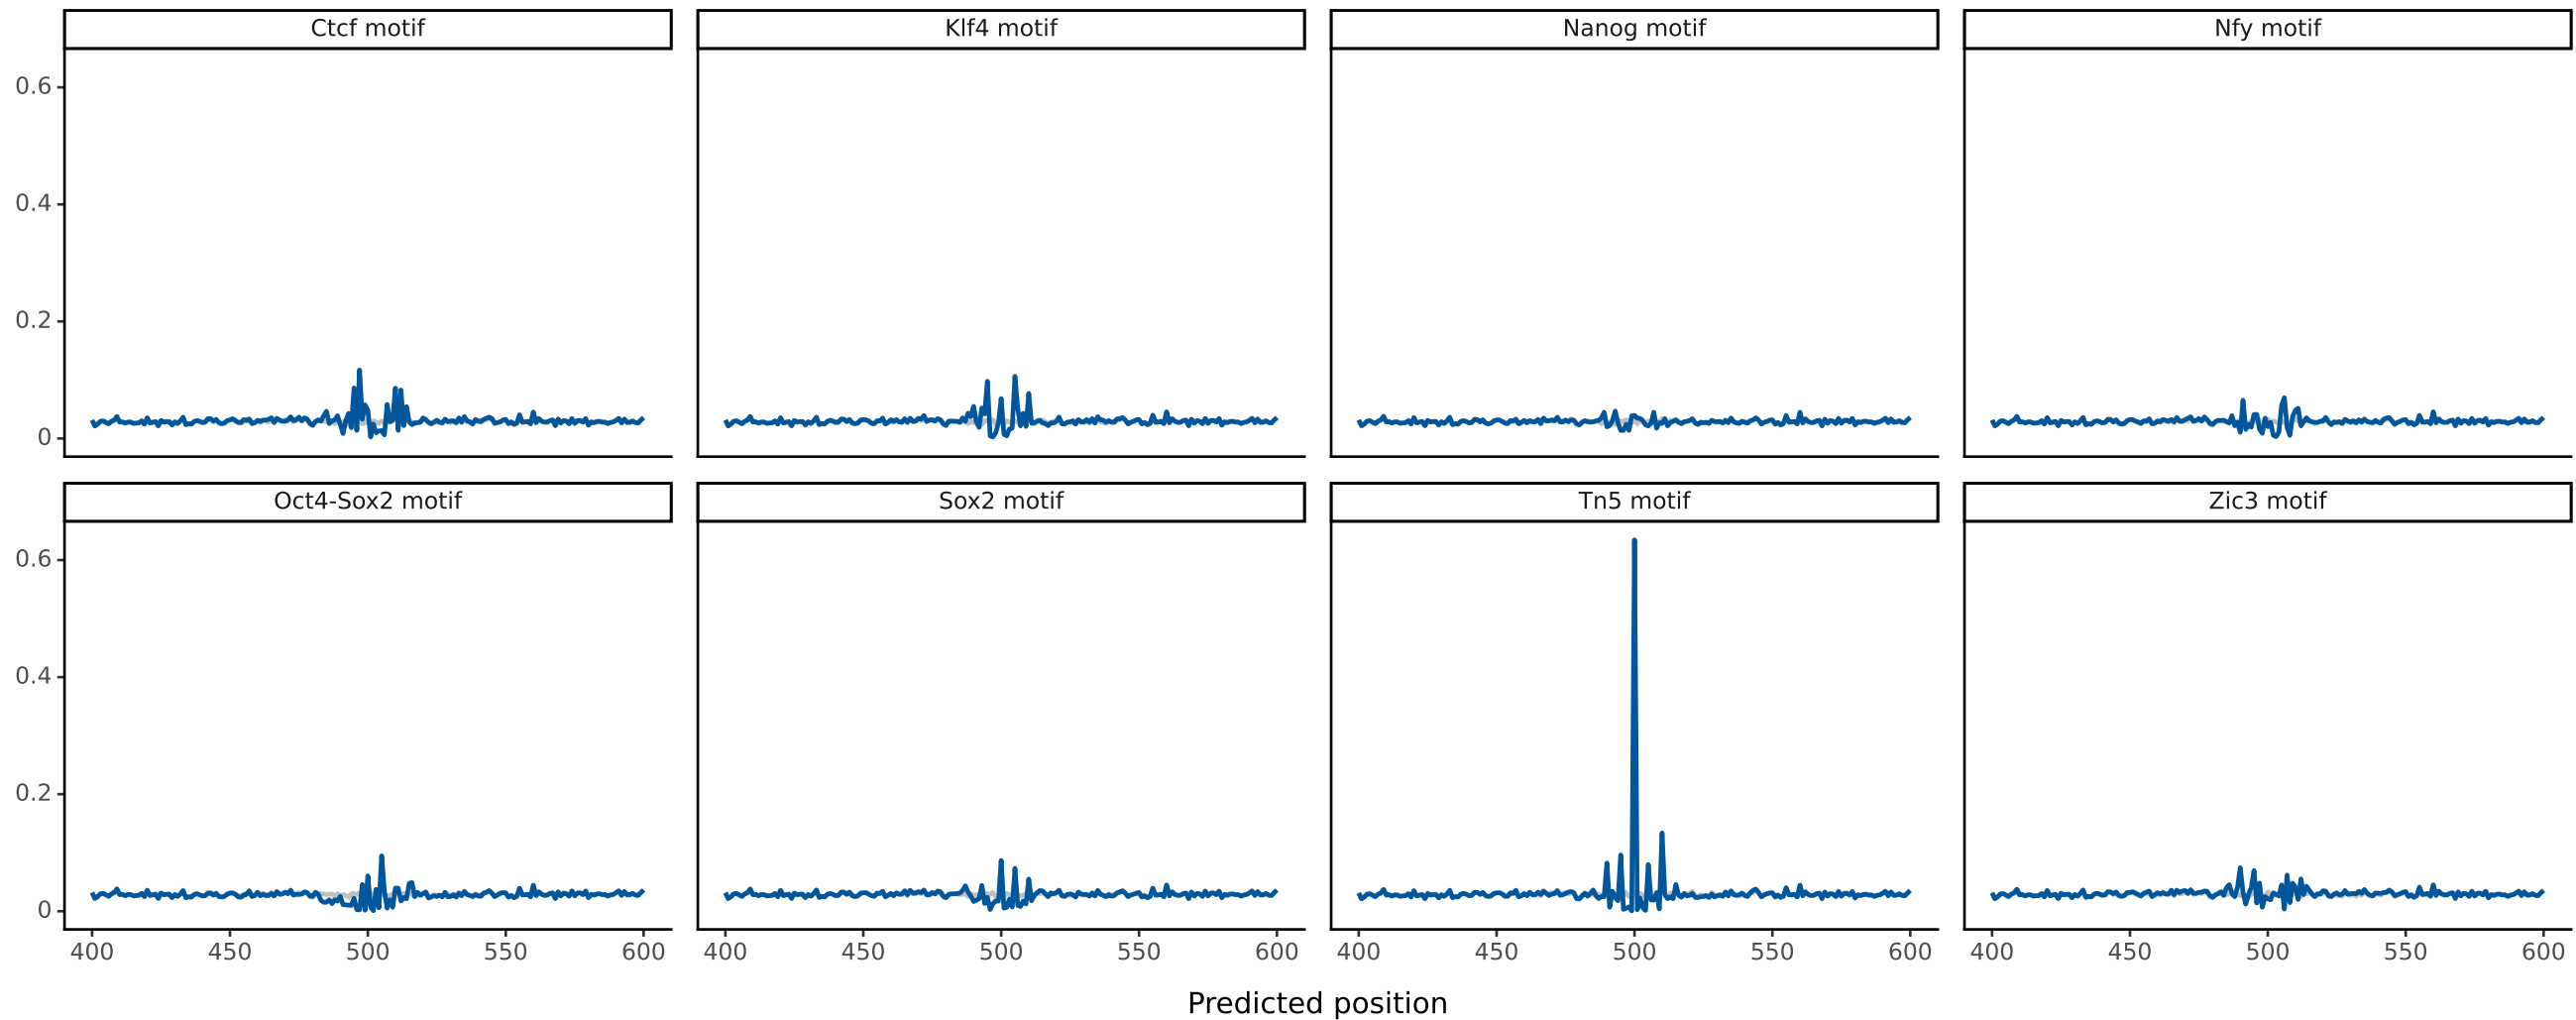 Ctcf motif
Klf4 motif
Nanog motif
Nfy motif
0.6
0.4
0.2
0
Oct4-Sox2 motif
Sox2 motif
Tn5 motif
Zic3 motif
0.6
0.4
0.2
0
400 450 500 550 600
400 450 500 550 600
400 450 500 550 600
400 450 500 550 600
Predicted position